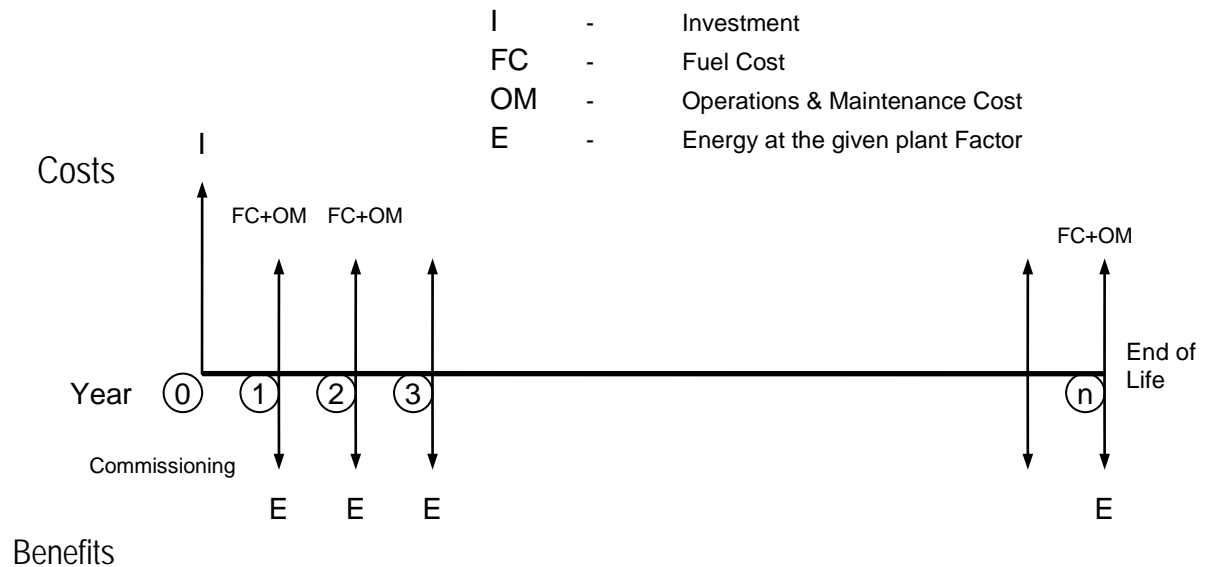 I - Investment
FC - Fuel Cost
OM - Operations & Maintenance Cost
E - Energy at the given plant Factor
I
Costs
FC+OM FC+OM
FC+OM
End of
Life
Year 0 1 2 3 n
Commissioning
E E E E
Benefits